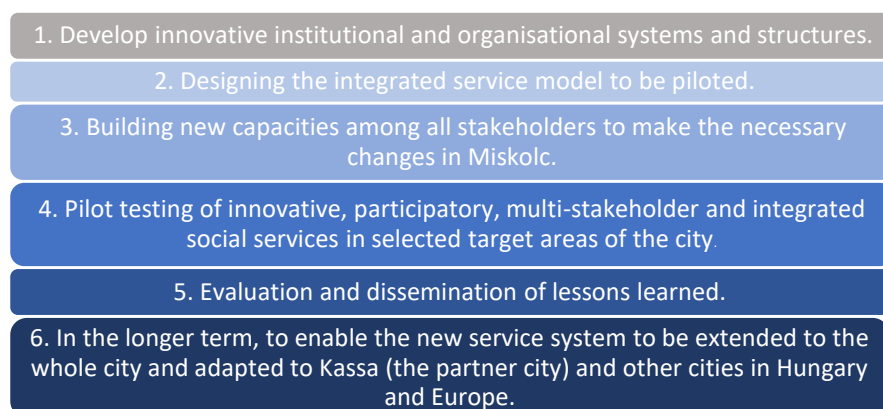 1. Develop innovative institutional and organisational systems and structures.
2. Designing the integrated service model to be piloted.
3. Building new capacities among all stakeholders to make the necessary
changes in Miskolc.
4. Pilot testing of innovative, participatory, multi-stakeholder and integrated
social services in selected target areas of the city.
5. Evaluation and dissemination of lessons learned.
6. In the longer term, to enable the new service system to be extended to the
whole city and adapted to Kassa (the partner city) and other cities in Hungary
and Europe.